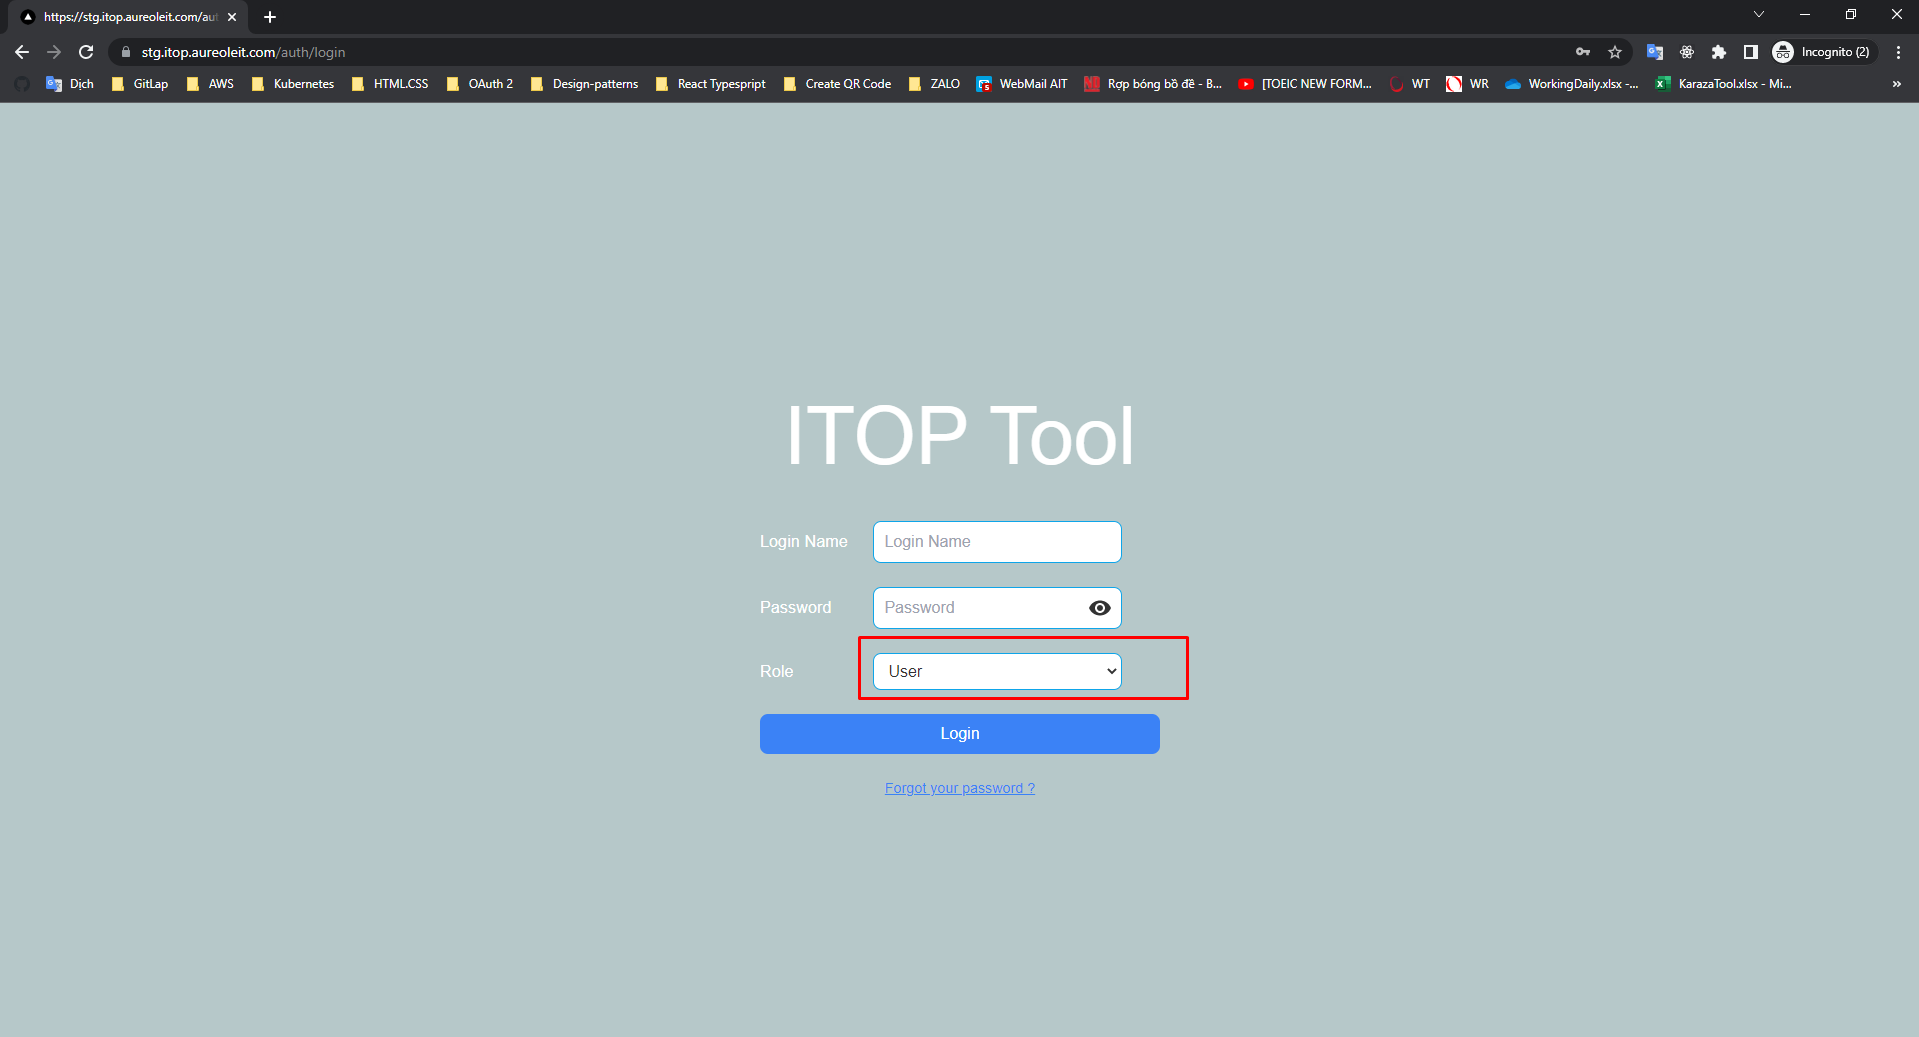 https://stg.itop.aureoleit.com/aut
stg.itop.aureoleit.com/auth/login
Incognito (2)
Dịch GitLap AWS Kubernetes HTML.CSS OAuth 2 Design-patterns React Typespript Create QR Code ZALO WebMail AIT Rợp bóng bồ đề - B... [TOEIC NEW FORM... WT WR WorkingDaily.xlsx -... KarazaTool.xlsx - Mi... »
ITOP Tool
Login Name Login Name
Password Password
Role User
Login
Forgot your password ?